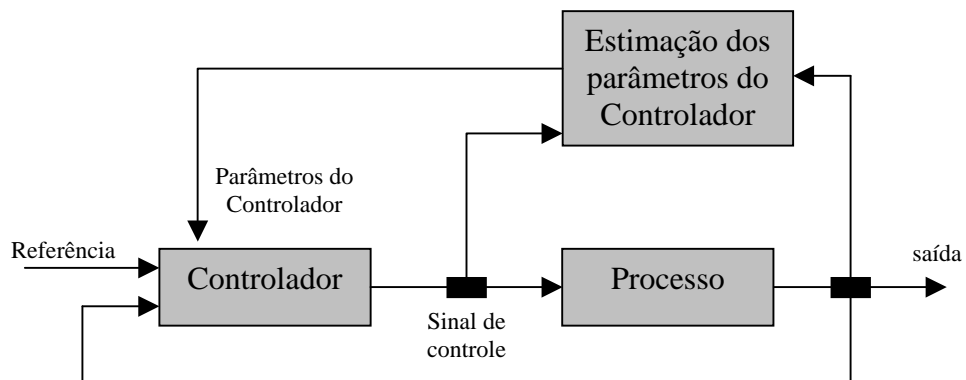 Estimação dos
parâmetros do
Controlador
Parâmetros do
Controlador
Referência
Controlador
Processo
saída
Sinal de
controle